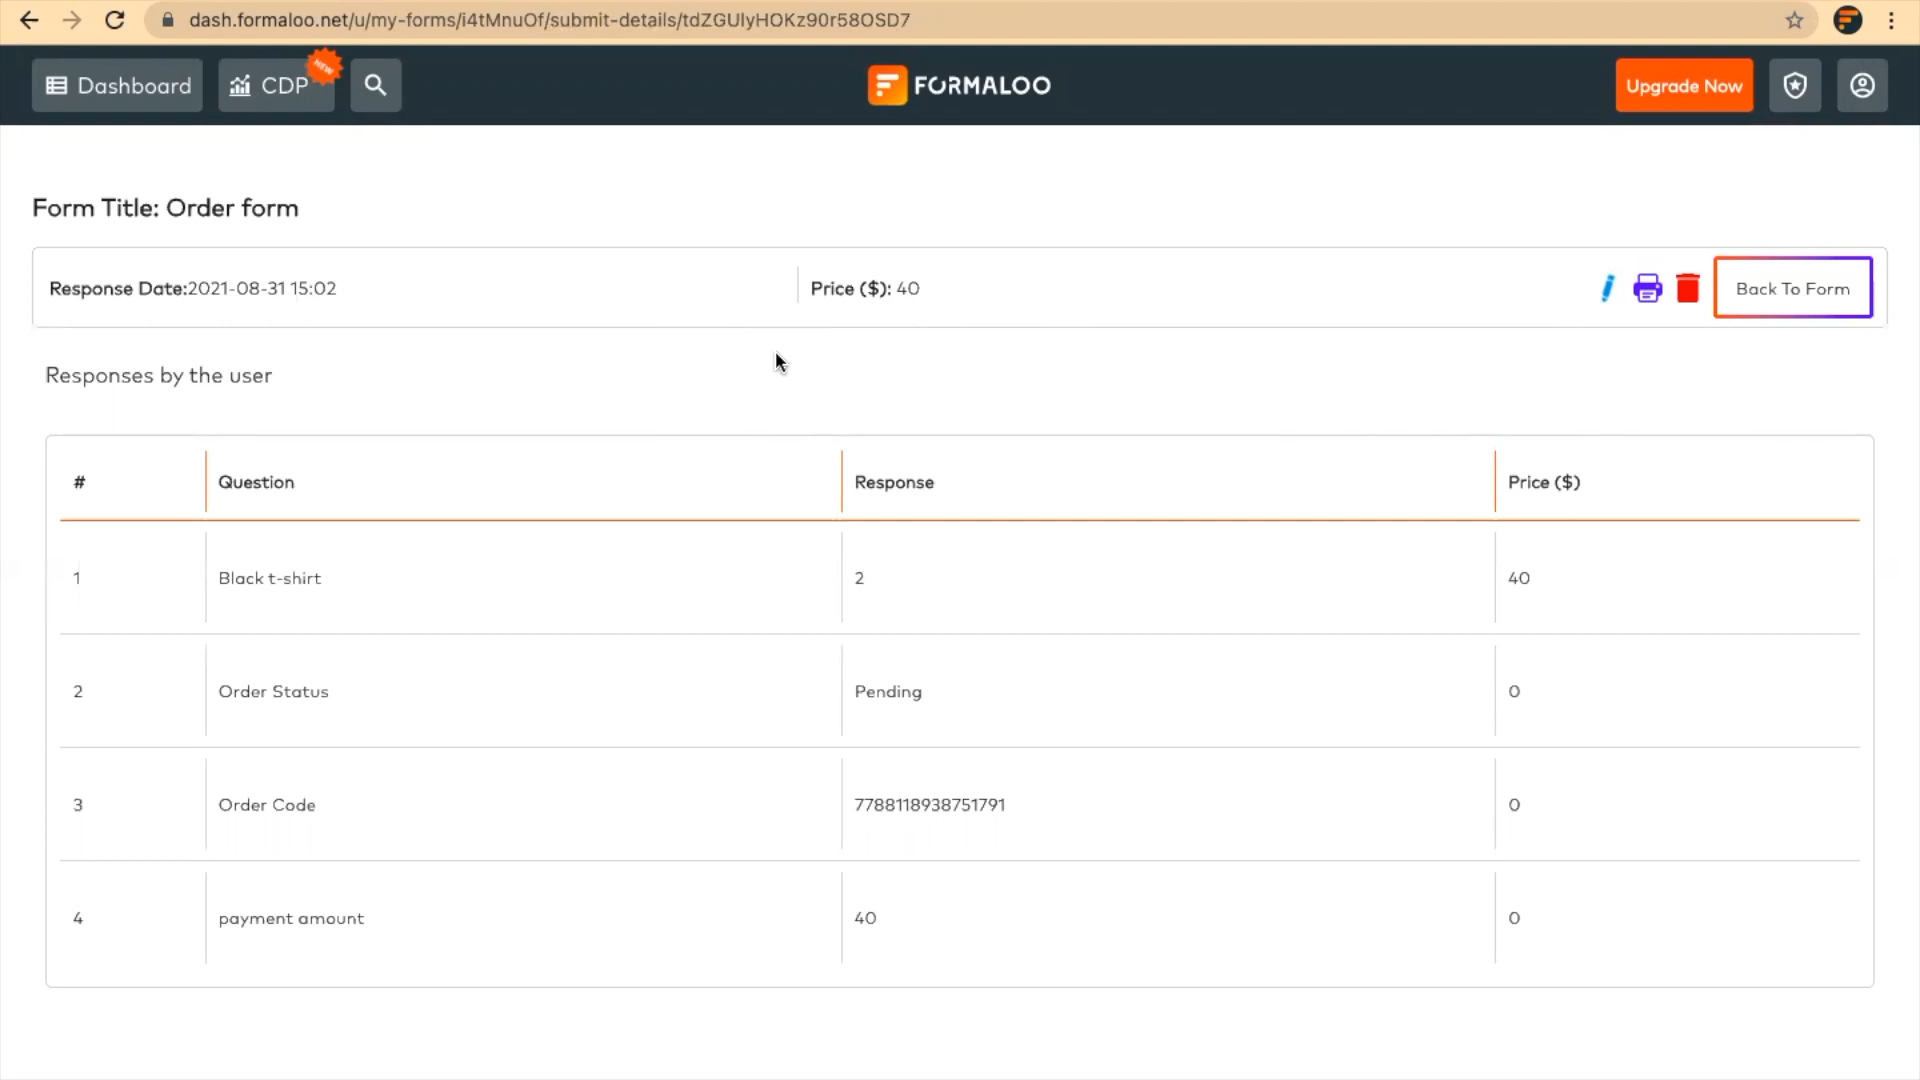 dash.formaloo.net/u/my-forms/i4tMnuOf/submit-details/tdZGUlyHOKz90r58OSD7
Dashboard
CDP
NEW
FORMALOO
Upgrade Now
Form Title: Order form
Response Date:2021-08-31 15:02
Price ($): 40
Back To Form
Responses by the user
# Question Response Price ($)
1 Black t-shirt 2 40
2 Order Status Pending 0
3 Order Code 7788118938751791 0
4 payment amount 40 0